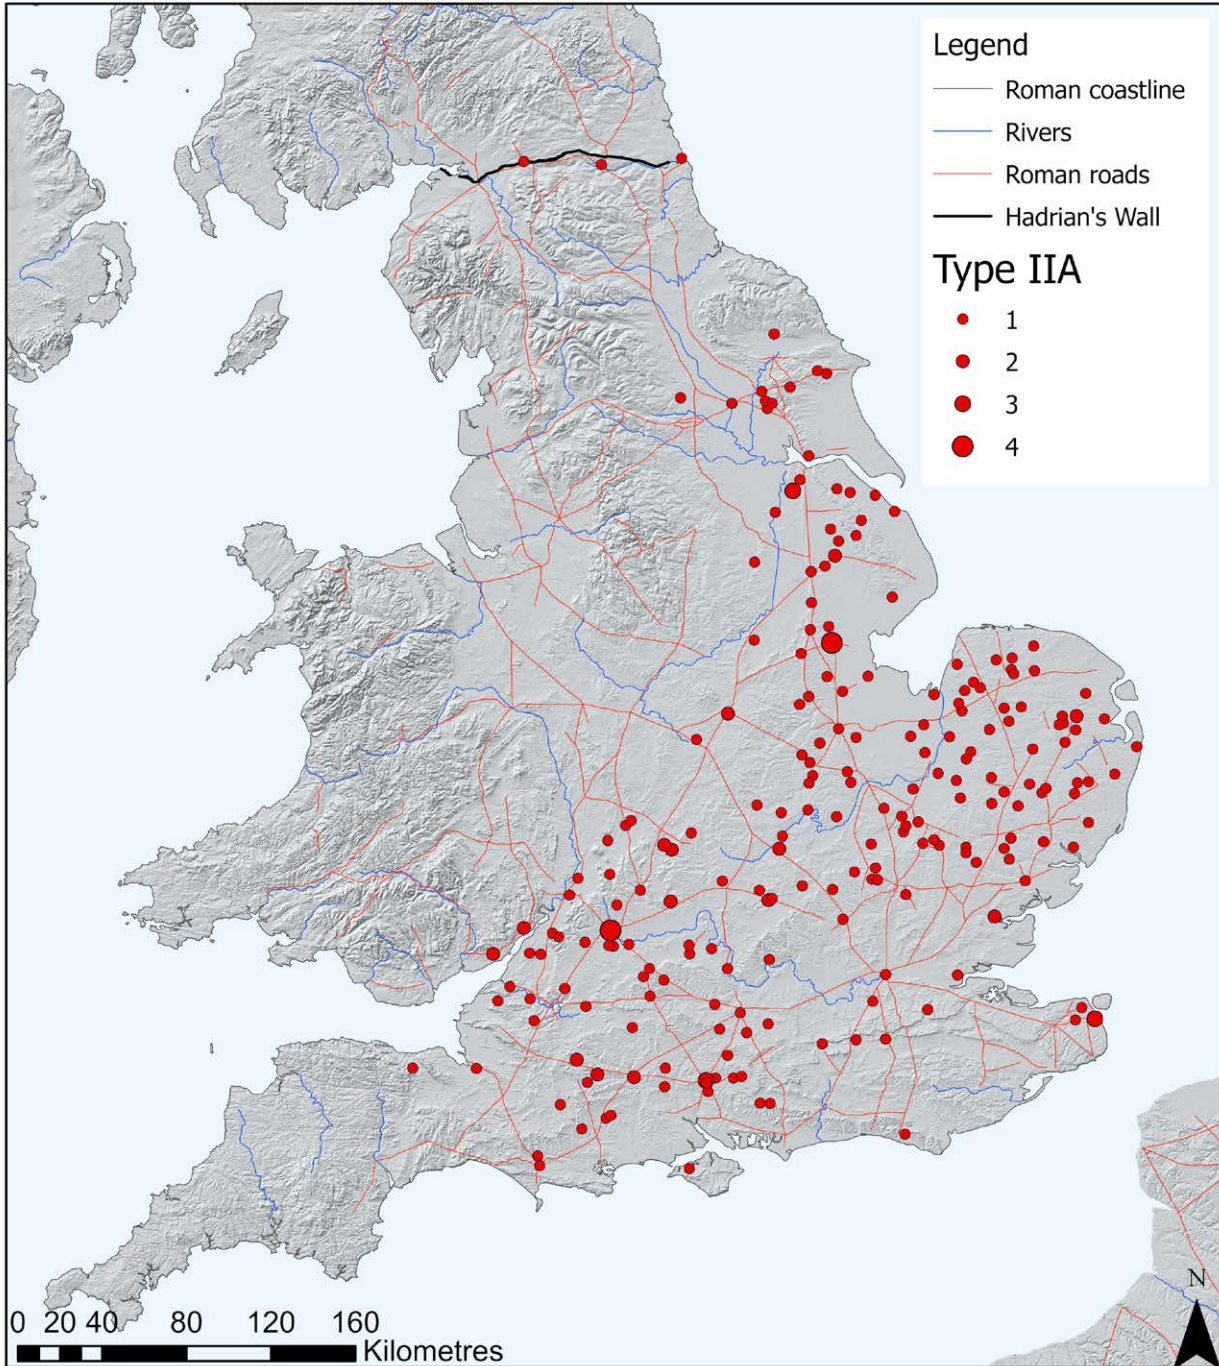 Legend
Roman coastline
Rivers
Roman roads
Hadrian's Wall
Type IIA
1
2
3
4
N
0 20 40 80 120 160
Kilometres